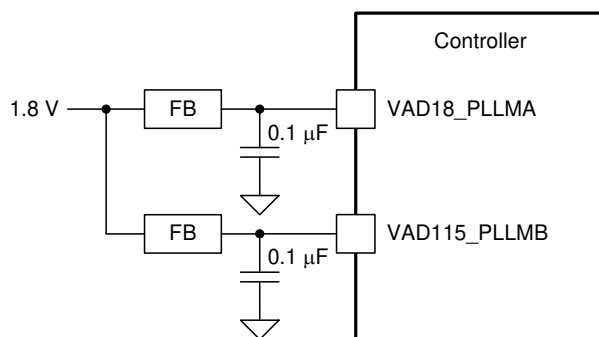 Controller
1.8 V
FB
VAD18_PLLMA
0.1 μF
FB
VAD115_PLLMB
0.1 μF